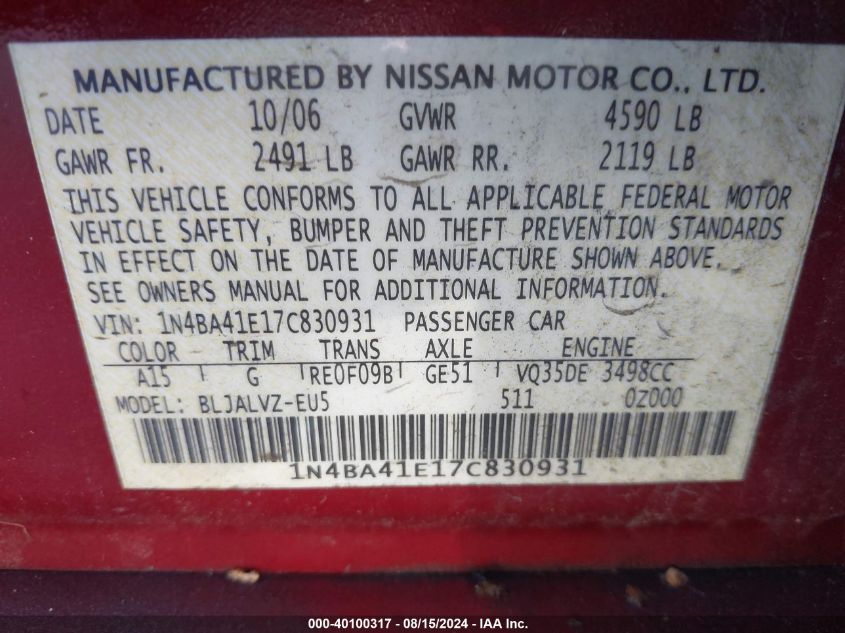 MANUFACTURED BY NISSAN MOTOR CO., LTD.
DATE 10/06 GVWR 4590 LB
GAWR FR. 2491 LB GAWR RR. 2119 LB
THIS VEHICLE CONFORMS TO ALL APPLICABLE FEDERAL MOTOR
VEHICLE SAFETY, BUMPER AND THEFT PREVENTION STANDARDS
IN EFFECT ON THE DATE OF MANUFACTURE SHOWN ABOVE.
SEE OWNERS MANUAL FOR ADDITIONAL INFORMATION.
VIN: 1N4BA41E17C830931 PASSENGER CAR
COLOR TRIM TRANS AXLE ENGINE
A15 G RE0F09B GE51 VQ35DE 3498CC
MODEL: BLJALVZ-EU5 511 0Z000
1N4BA41E17C830931
000-40100317 - 08/15/2024 - IAA Inc.